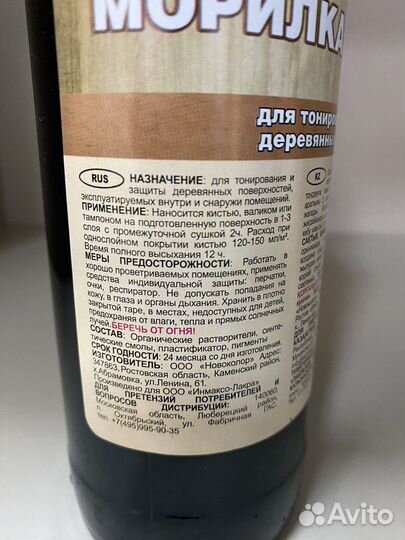 МОРИЛКА
для тониро
деревянны
RUS НАЗНАЧЕНИЕ: для тонирования и
защиты деревянных поверхностей,
эксплуатируемых внутри и снаружи помещений.
ПРИМЕНЕНИЕ: Наносится кистью, валиком или
тампоном на подготовленную поверхность в 1-3
слоя с промежуточной сушкой 2ч. Расход при
однослойном покрытии кистью 120-150 мл/м².
Время полного высыхания 12 ч.
МЕРЫ ПРЕДОСТОРОЖНОСТИ: Работать в
хорошо проветриваемых помещениях, применять
средства индивидуальной защиты: перчатки,
очки, респиратор. Не допускать попадания на
кожу, в глаза и органы дыхания. Хранить в плотно
закрытой таре, в местах, недоступных для детей,
предохраняя от влаги, тепла и прямых солнечных
лучей. БЕРЕЧЬ ОТ ОГНЯ!
СОСТАВ: Органические растворители, синте-
тические смолы, пластификатор, пигменты
СРОК ГОДНОСТИ: 24 месяца со дня изготовления.
ИЗГОТОВИТЕЛЬ: ООО «Новоколор» Адрес:
347863, Ростовская область, Каменский район,
х.Абрамовка, ул.Ленина, 61.
Произведено для ООО «Инмаксо-Лакра»
ДЛЯ ПРЕТЕНЗИЙ ПОТРЕБИТЕЛЕЙ И
ВОПРОСОВ ДИСТРИБУЦИИ: 140060,
Московская область, Люберецкий район,
п. Октябрьский, ул. Фабричная ГАС.
тел. +7(495)995-90-35
KZ
Avito